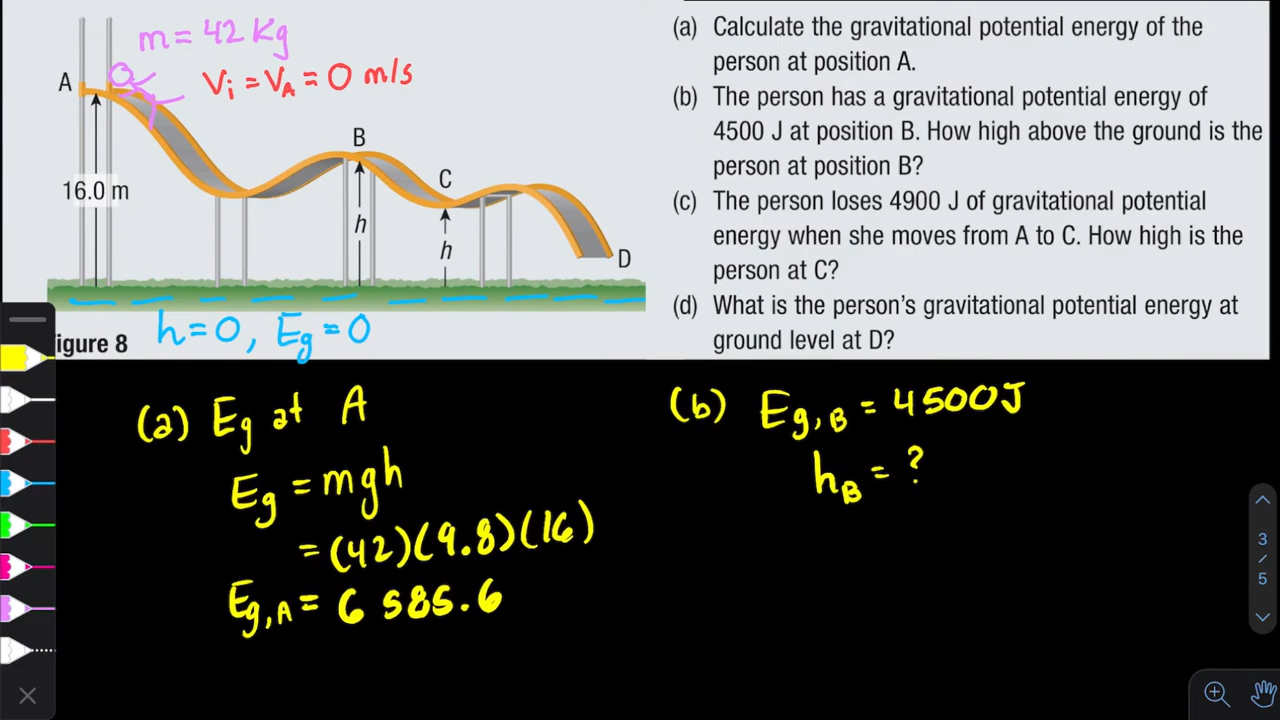 m = 42 Kg
A
Vi = VA = 0 m/s
B
16.0 m
C
h
h
D
h = 0, Eg = 0
igure 8
(a) Calculate the gravitational potential energy of the
person at position A.
(b) The person has a gravitational potential energy of
4500 J at position B. How high above the ground is the
person at position B?
(c) The person loses 4900 J of gravitational potential
energy when she moves from A to C. How high is the
person at C?
(d) What is the person's gravitational potential energy at
ground level at D?
(a) Eg at A
Eg = mgh
= (42)(9.8)(16)
Eg,A = 6 585.6
(b) Eg,B = 4500J
hB = ?
3
/
5